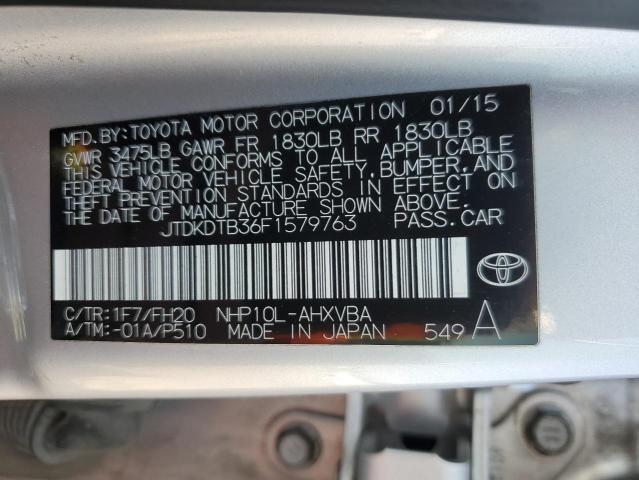 MFD.BY:TOYOTA MOTOR CORPORATION 01/15
GVWR 3475LB GAWR FR 1830LB RR 1830LB
THIS VEHICLE CONFORMS TO ALL APPLICABLE
FEDERAL MOTOR VEHICLE SAFETY,BUMPER,AND
THEFT PREVENTION STANDARDS IN EFFECT ON
THE DATE OF MANUFACTURE SHOWN ABOVE.
JTDKDTB36F1579763 PASS.CAR
C/TR:1F7/FH20 NHP10L-AHXVBA
A/TM:-01A/P510 MADE IN JAPAN 549 A